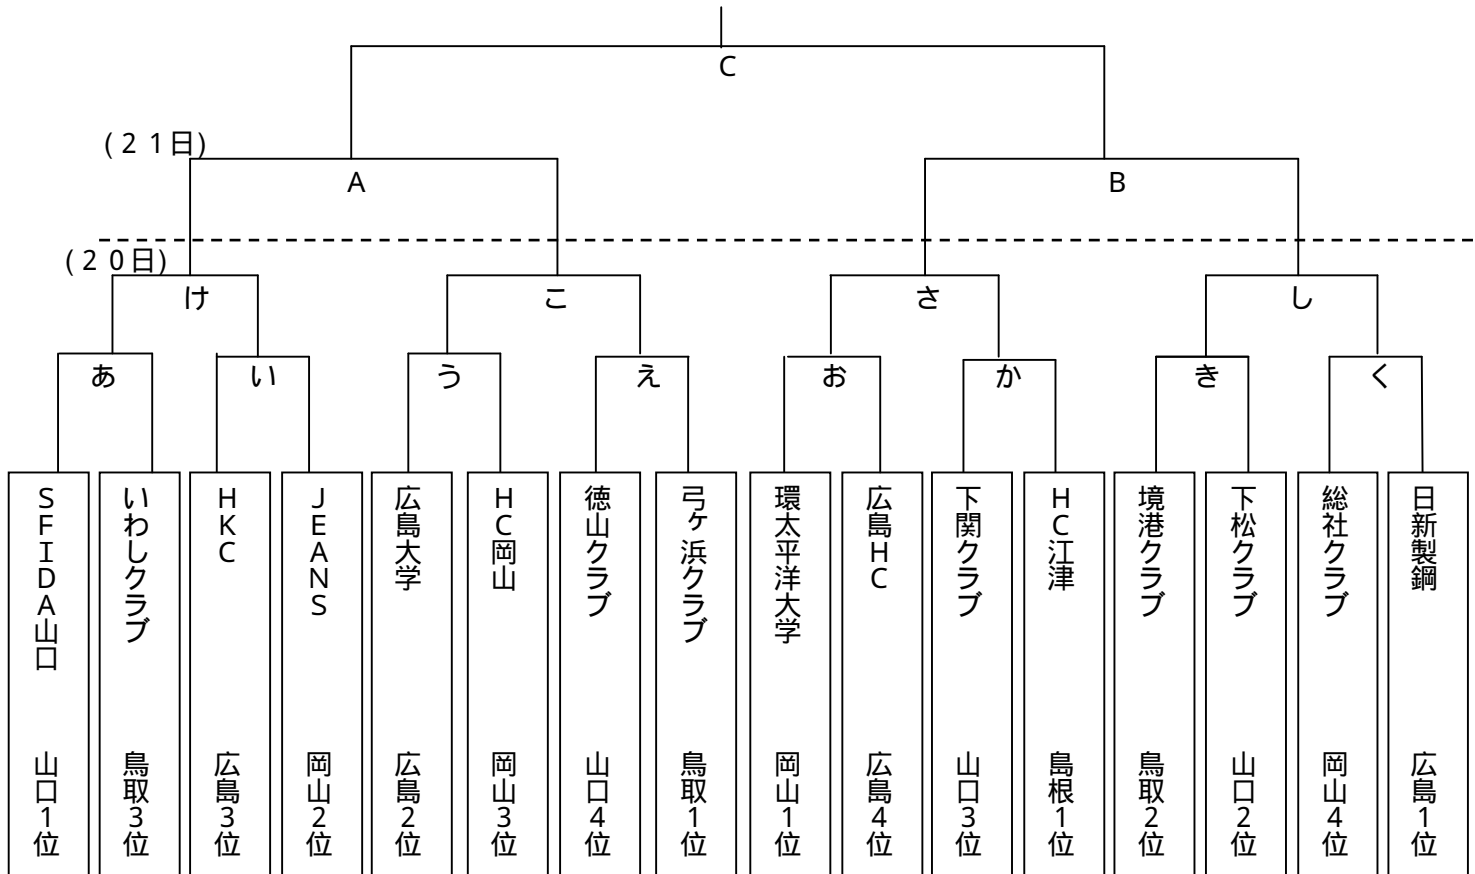 C
(２１日)
A
B
(２０日)
け
こ
さ
し
あ
い
う
え
お
か
き
く
SFIDA山口 山口1位
いわしクラブ 鳥取3位
HKC 広島3位
JEANS 岡山2位
広島大学 広島2位
HC岡山 岡山3位
徳山クラブ 山口4位
弓ヶ浜クラブ 鳥取1位
環太平洋大学 岡山1位
広島HC 広島4位
下関クラブ 山口3位
HC江津 島根1位
境港クラブ 鳥取2位
下松クラブ 山口2位
総社クラブ 岡山4位
日新製鋼 広島1位